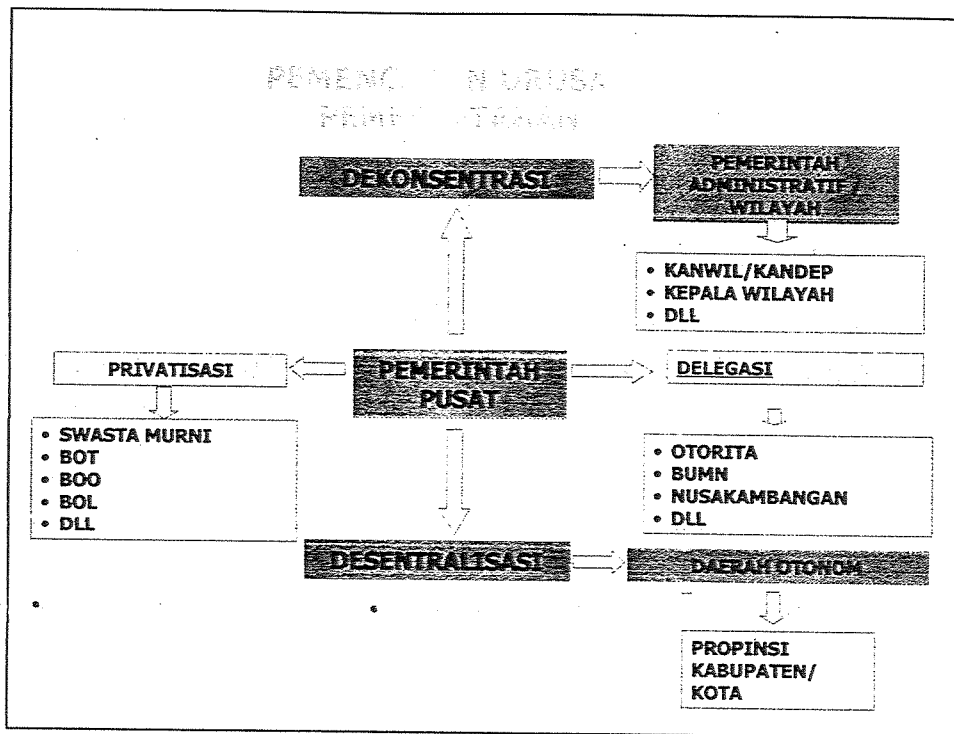 DEKONSENTRASI
PEMERINTAH
ADMINISTRATIF/
WILAYAH
• KANWIL/KANDEP
• KEPALA WILAYAH
• DLL
PRIVATISASI
PEMERINTAH
PUSAT
DELEGASI
• SWASTA MURNI
• BOT
• BOO
• BOL
• DLL
• OTORITA
• BUMN
• NUSAKAMBANGAN
• DLL
DESENTRALISASI
DAERAH OTONOM
PROPINSI
KABUPATEN/
KOTA